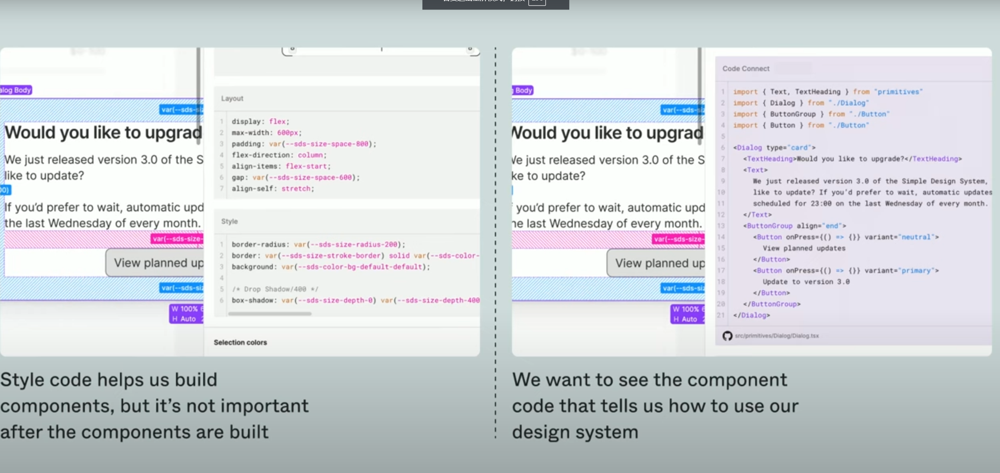 alog Body
var(--sds-siz
Would you like to upgrad
We just released version 3.0 of the S
like to update?
00)
If you’d prefer to wait, automatic upd
the last Wednesday of every month.
var(--sds-size-
View planned up
var(--sds-siz
W 100% 6
H Auto 2
Layout
1 display: flex;
2 max-width: 600px;
3 padding: var(--sds-size-space-800);
4 flex-direction: column;
5 align-items: flex-start;
6 gap: var(--sds-size-space-600);
7 align-self: stretch;
Style
1 border-radius: var(--sds-size-radius-200);
2 border: var(--sds-size-stroke-border) solid var(--sds-color-
3 background: var(--sds-color-bg-default-default);
4
5 /* Drop Shadow/400 */
6 box-shadow: var(--sds-size-depth-0) var(--sds-size-depth-400
Selection colors
Style code helps us build
components, but it’s not important
after the components are built
g Body
var(--sds-siz
Would you like to upgrad
We just released version 3.0 of the S
ke to update?
f you’d prefer to wait, automatic upd
he last Wednesday of every month.
var(--sds-size-
View planned up
var(--sds-siz
W 100% 6
H Auto 2
Code Connect
1 import { Text, TextHeading } from "primitives"
2 import { Dialog } from "./Dialog"
3 import { ButtonGroup } from "./Button"
4 import { Button } from "./Button"
5
6 <Dialog type="card">
7 <TextHeading>Would you like to upgrade?</TextHeading>
8 <Text>
9 We just released version 3.0 of the Simple Design System,
10 like to update? If you’d prefer to wait, automatic updates
11 scheduled for 23:00 on the last Wednesday of every month.
12 </Text>
13 <ButtonGroup align="end">
14 <Button onPress={() => {}} variant="neutral">
15 View planned updates
16 </Button>
17 <Button onPress={() => {}} variant="primary">
18 Update to version 3.0
19 </Button>
20 </ButtonGroup>
21 </Dialog>
src/primitives/Dialog/Dialog.tsx
We want to see the component
code that tells us how to use our
design system